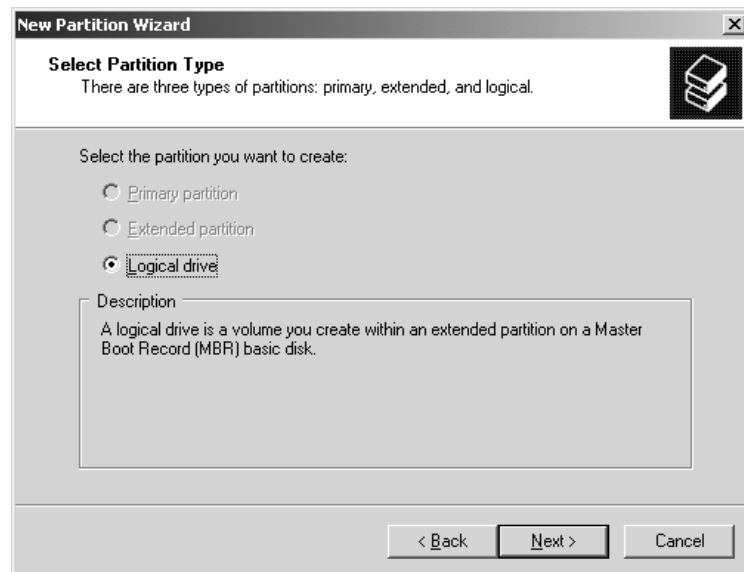 New Partition Wizard
Select Partition Type
There are three types of partitions: primary, extended, and logical.
Select the partition you want to create:
Primary partition
Extended partition
Logical drive
Description
A logical drive is a volume you create within an extended partition on a Master
Boot Record (MBR) basic disk.
< Back
Next >
Cancel